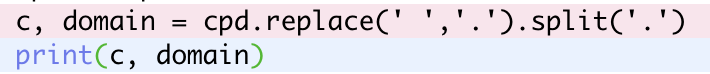 c, domain = cpd.replace(' ','.').split('.')
print(c, domain)